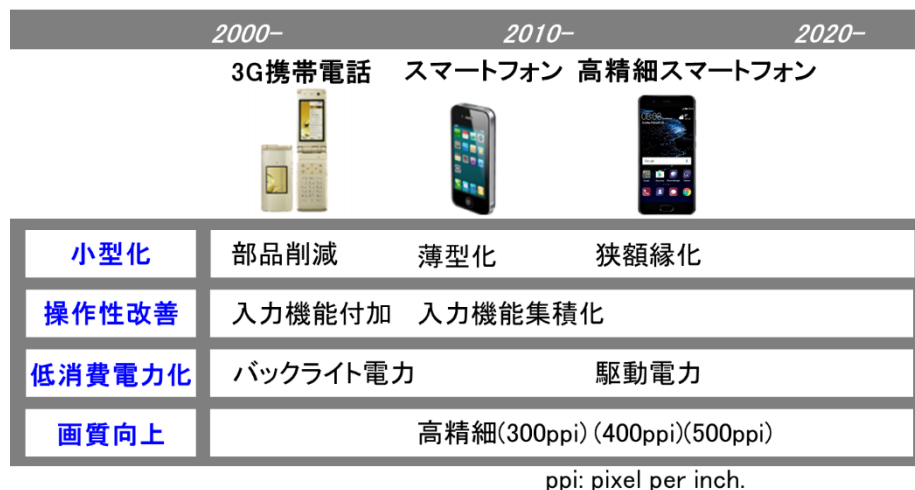 2000- 2010- 2020-
3G携帯電話 スマートフォン 高精細スマートフォン
小型化 部品削減 薄型化 狭額縁化
操作性改善 入力機能付加 入力機能集積化
低消費電力化 バックライト電力 駆動電力
画質向上 高精細(300ppi) (400ppi)(500ppi)
ppi: pixel per inch.